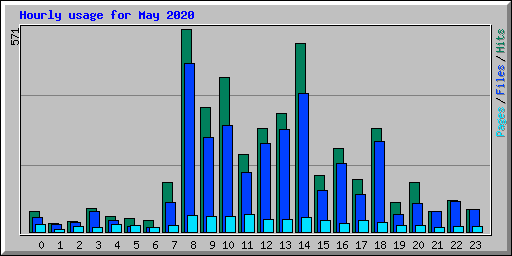 Hourly usage for May 2020
571
Pages/Files/Hits
0 1 2 3 4 5 6 7 8 9 10 11 12 13 14 15 16 17 18 19 20 21 22 23